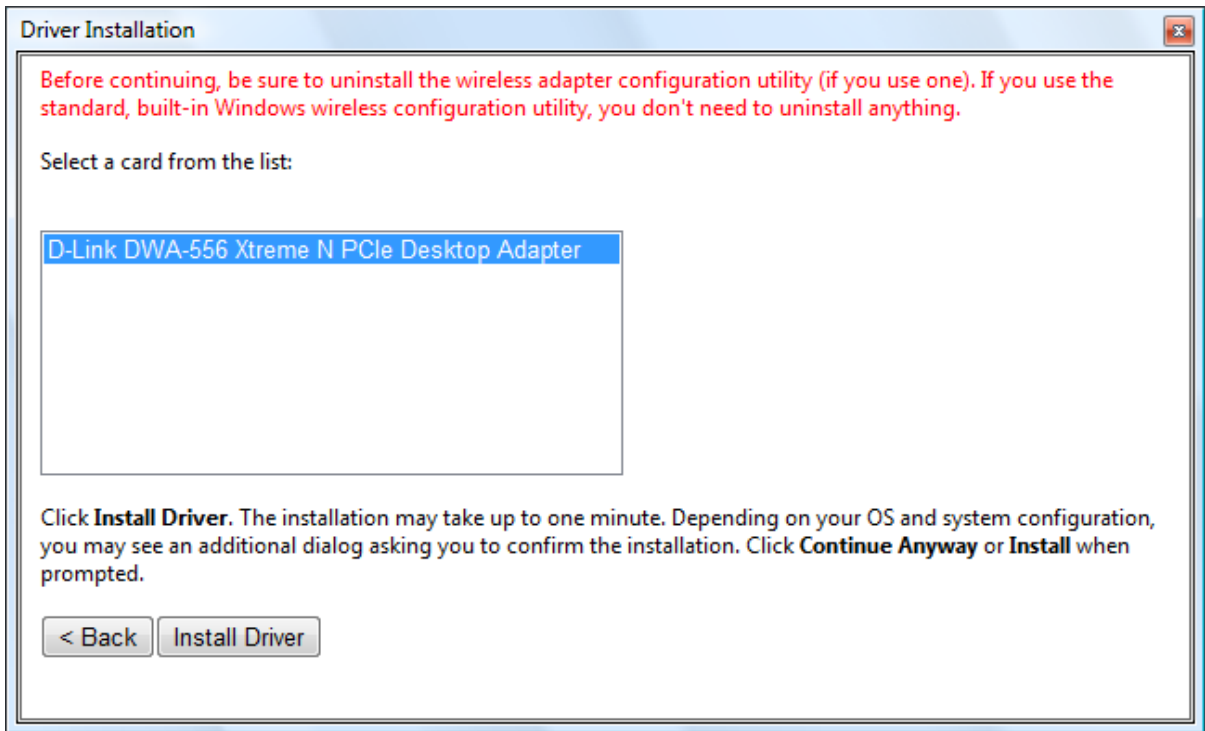 Driver Installation
Before continuing, be sure to uninstall the wireless adapter configuration utility (if you use one). If you use the
standard, built-in Windows wireless configuration utility, you don't need to uninstall anything.
Select a card from the list:
D-Link DWA-556 Xtreme N PCIe Desktop Adapter
Click Install Driver. The installation may take up to one minute. Depending on your OS and system configuration,
you may see an additional dialog asking you to confirm the installation. Click Continue Anyway or Install when
prompted.
< Back Install Driver